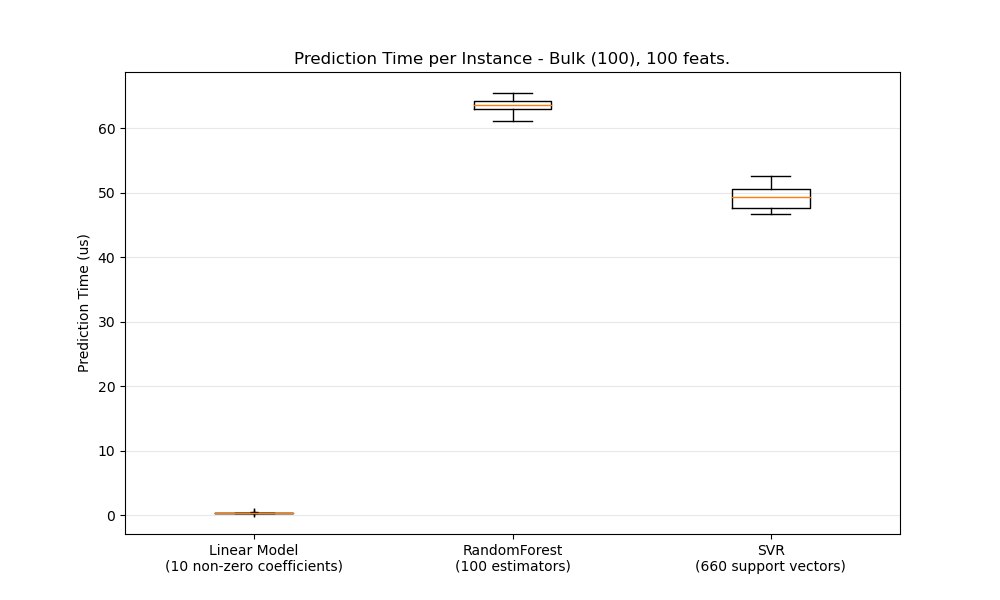 Prediction Time per Instance - Bulk (100), 100 feats.
Prediction Time (us)
60
50
40
30
20
10
0
Linear Model
(10 non-zero coefficients)
RandomForest
(100 estimators)
SVR
(660 support vectors)